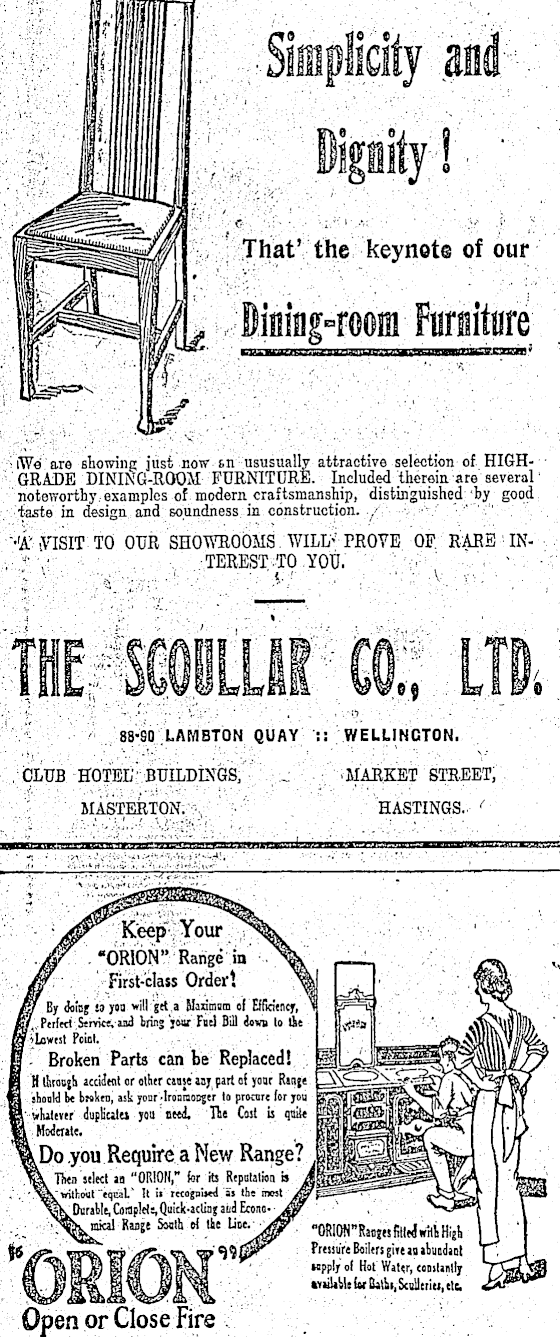 Simplicity and
Dignity !
That' the keynote of our
Dining-room Furniture
We are showing just now an ususually attractive selection of HIGH-
GRADE DINING-ROOM FURNITURE. Included therein are several
noteworthy examples of modern craftsmanship, distinguished by good
taste in design and soundness in construction.
A VISIT TO OUR SHOWROOMS WILL PROVE OF RARE IN-
TEREST TO YOU.
THE SCOULLAR CO., LTD.
88-90 LAMBTON QUAY :: WELLINGTON.
CLUB HOTEL BUILDINGS, MARKET STREET,
MASTERTON. HASTINGS.
Keep Your
"ORION" Range in
First-class Order!
By doing so you will get a Maximum of Efficiency,
Perfect Service, and bring your Fuel Bill down to the
Lowest Point.
Broken Parts can be Replaced!
If through accident or other cause any part of your Range
should be broken, ask your Ironmonger to procure for you
whatever duplicates you need. The Cost is quite
Moderate.
Do you Require a New Range?
Then select an "ORION," for its Reputation is
without equal. It is recognised as the most
Durable, Complete, Quick-acting and Econo-
mical Range South of the Line.
"ORION"
Open or Close Fire
"ORION" Ranges fitted with High
Pressure Boilers give an abundant
supply of Hot Water, constantly
available for Baths, Sculleries, etc.